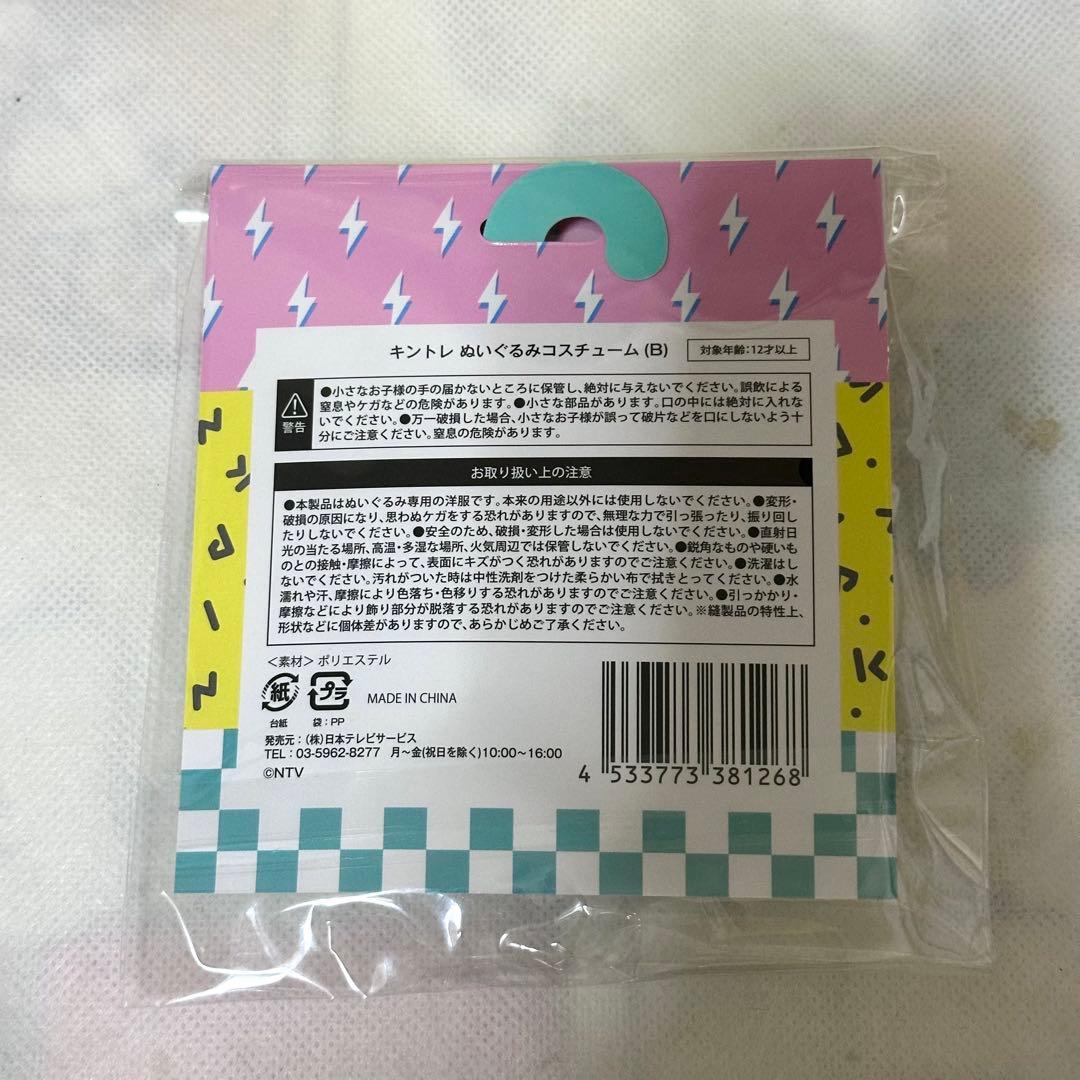 キントレ ぬいぐるみコスチューム (B)
対象年齢:12才以上
警告
●小さなお子様の手の届かないところに保管し、絶対に与えないでください。誤飲による
窒息やケガなどの危険があります。●小さな部品があります。口の中には絶対に入れな
いでください。●万一破損した場合、小さなお子様が誤って破片などを口にしないよう十
分にご注意ください。窒息の危険があります。
お取り扱い上の注意
●本製品はぬいぐるみ専用の洋服です。本来の用途以外には使用しないでください。●変形・
破損の原因になり、思わぬケガをする恐れがありますので、無理な力で引っ張ったり、振り回し
たりしないでください。●安全のため、破損・変形した場合は使用しないでください。●直射日
光の当たる場所、高温・多湿な場所、火気周辺では保管しないでください。●鋭角なものや硬いも
のとの接触・摩擦によって、表面にキズがつく恐れがありますのでご注意ください。●洗濯はし
ないでください。汚れがついた時は中性洗剤をつけた柔らかい布で拭きとってください。●水
濡れや汗、摩擦により色落ち・色移りする恐れがありますのでご注意ください。●引っかかり・
摩擦などにより飾り部分が脱落する恐れがありますのでご注意ください。※縫製品の特性上、
形状などに個体差がありますので、あらかじめご了承ください。
＜素材＞ポリエステル
紙 プラ MADE IN CHINA
台紙 袋:PP
発売元:(株)日本テレビサービス
TEL:03-5962-8277 月～金(祝日を除く)10:00～16:00
©NTV
4 533773 381268